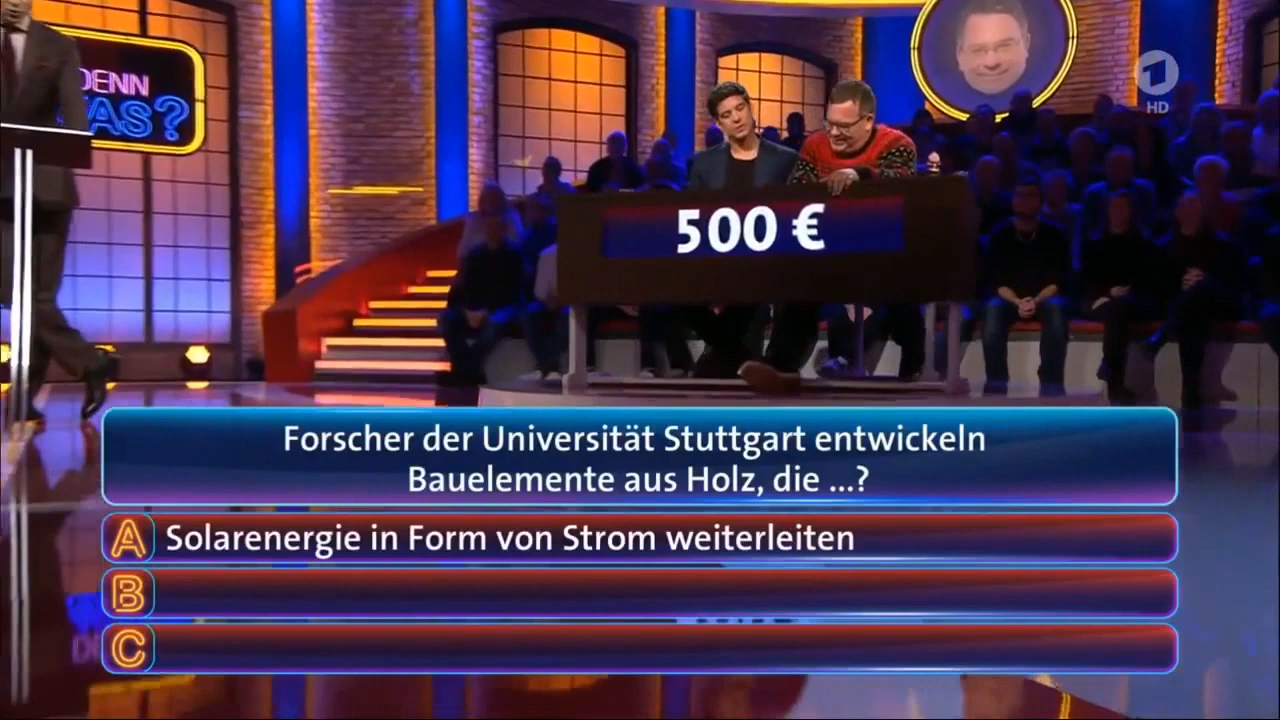 DENN
WAS?
1
HD
500 €
Forscher der Universität Stuttgart entwickeln
Bauelemente aus Holz, die ...?
A Solarenergie in Form von Strom weiterleiten
B
C